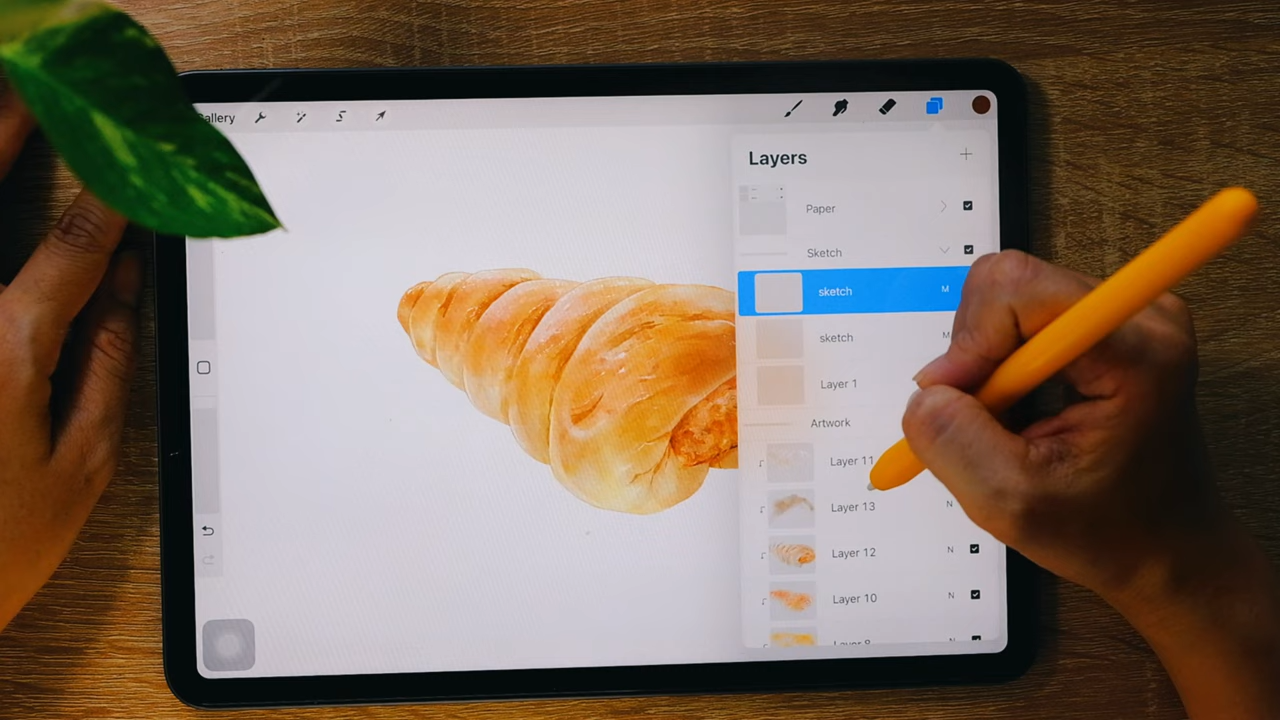 Gallery
Layers
Paper
Sketch
sketch M
sketch M
Layer 1
Artwork
Layer 11
Layer 13 N
Layer 12 N
Layer 10 N
N